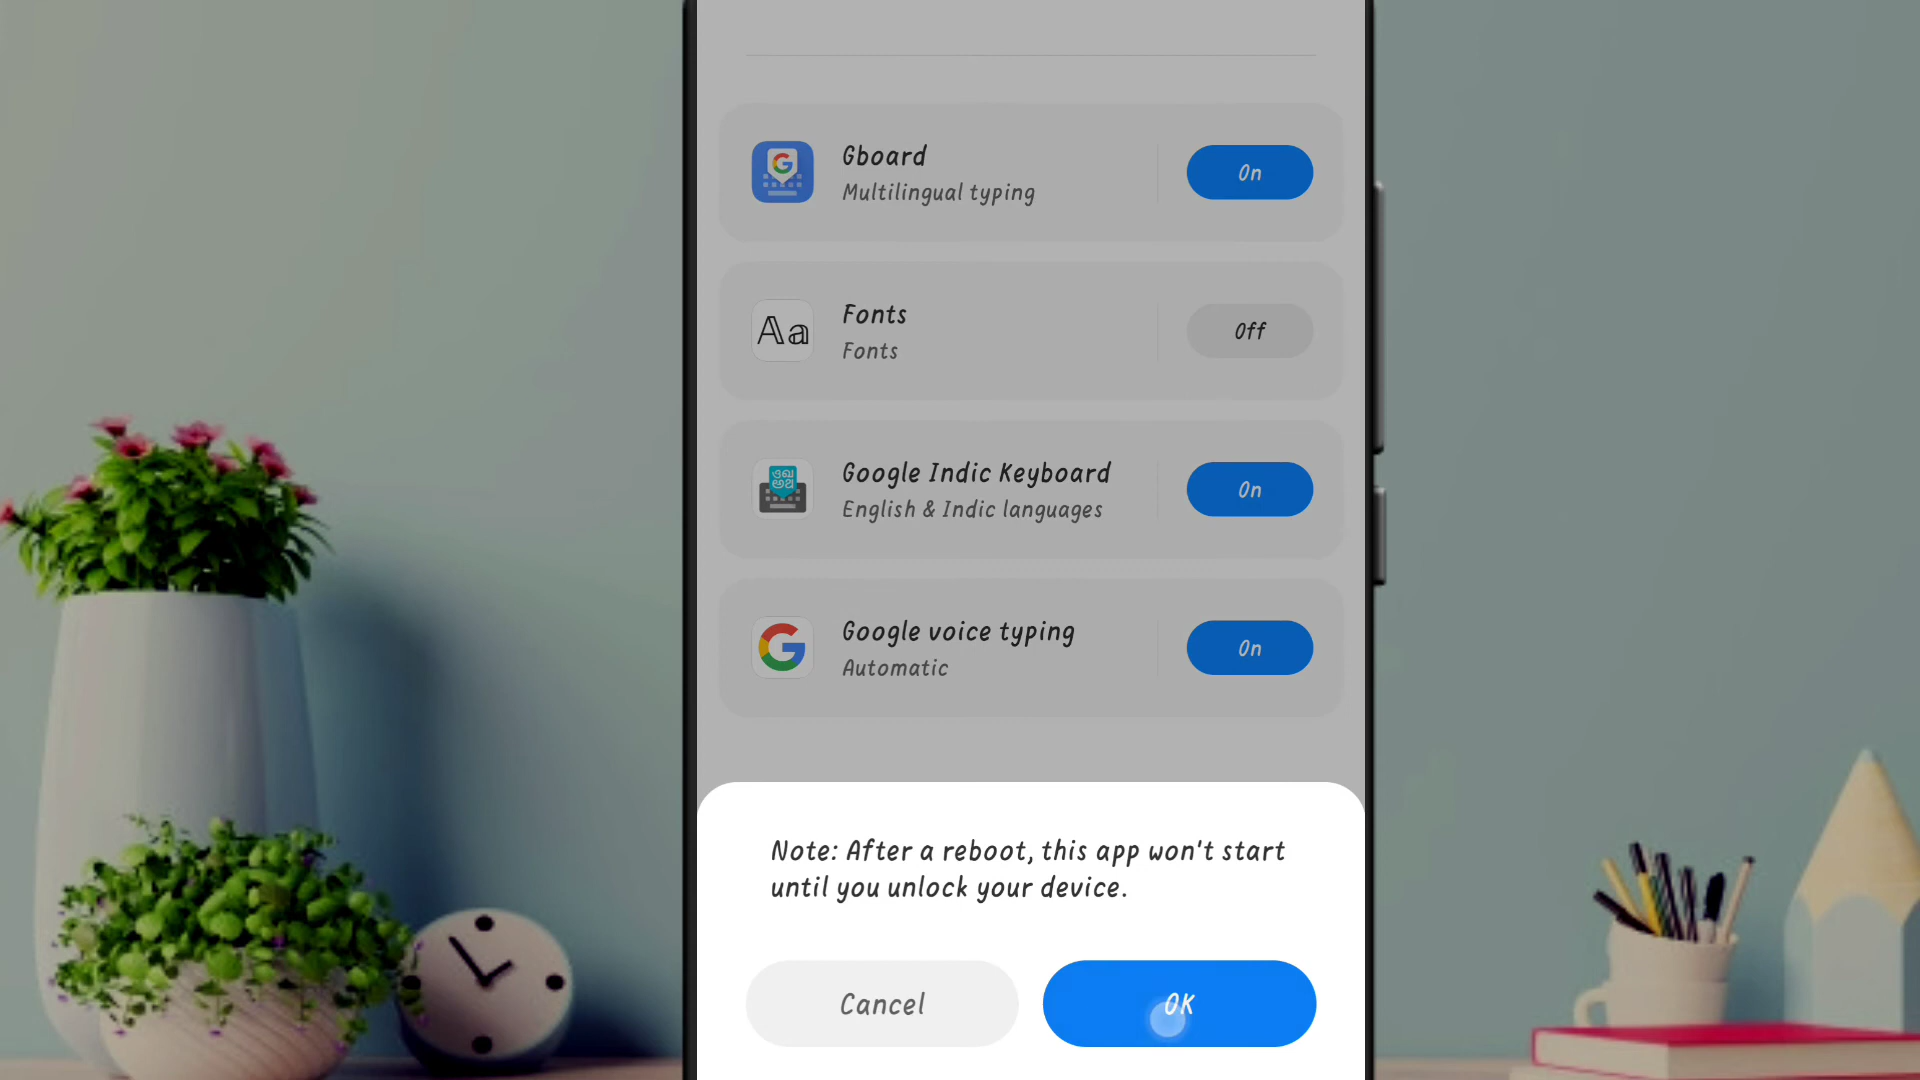 Gboard
Multilingual typing
On
Aa
Fonts
Fonts
Off
Google Indic Keyboard
English & Indic languages
On
G
Google voice typing
Automatic
On
Note: After a reboot, this app won't start
until you unlock your device.
Cancel
OK